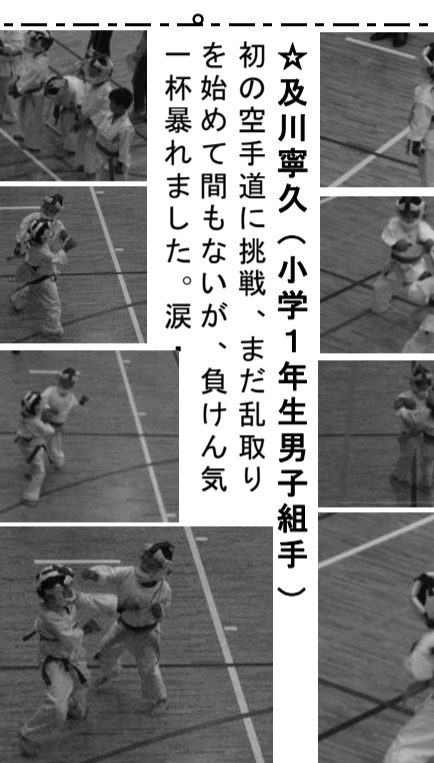 ☆及川寧久(小学１年生男子組手)
初の空手道に挑戦、まだ乱取り
を始めて間もないが、負けん気
一杯暴れました。涙